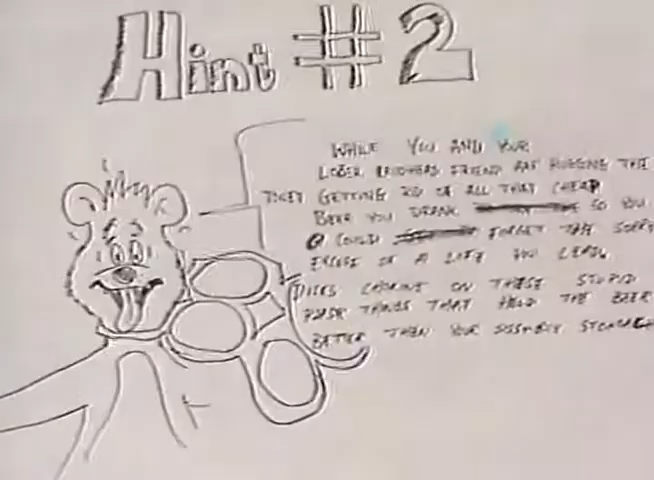 Hint # 2
WHILE YOU AND YOUR
LOSER BROTHERS FRIEND ARE HUGGING THE
TOILET GETTING RID OF ALL THAT CHEAP
BEER YOU DRANK SO YOU
COULD FORGET THE SORRY
EXCUSE OF A LIFE YOU LEAD,
CHOKING ON THESE STUPID
THINGS THAT HOLD THE BEER
BETTER THEN YOUR STOMACH